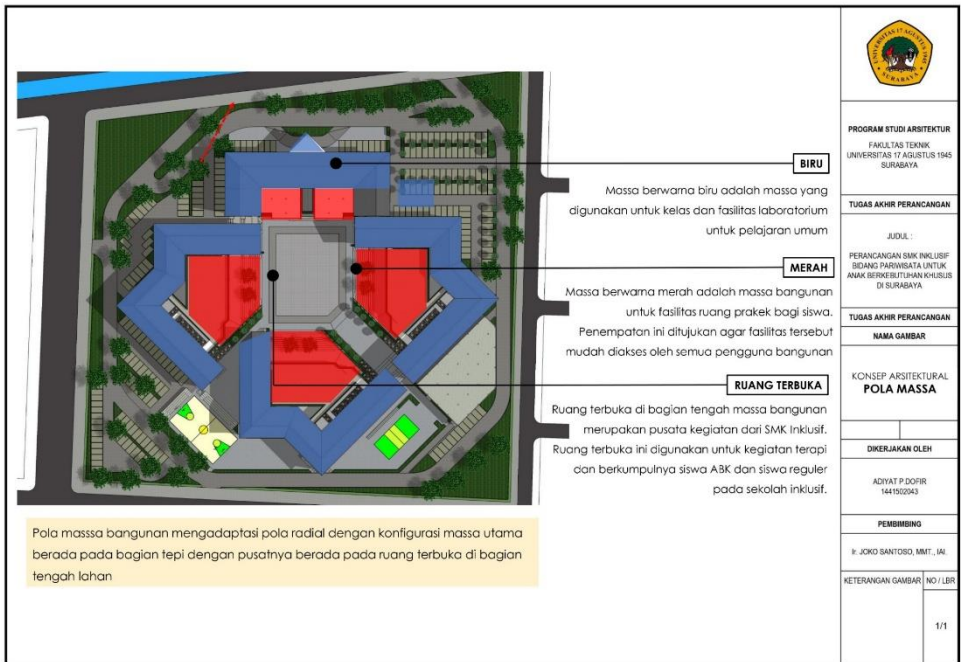 BIRU
Massa berwarna biru adalah massa yang
digunakan untuk kelas dan fasilitas laboratorium
untuk pelajaran umum
MERAH
Massa berwarna merah adalah massa bangunan
untuk fasilitas ruang prakek bagi siswa.
Penempatan ini ditujukan agar fasilitas tersebut
mudah diakses oleh semua pengguna bangunan
RUANG TERBUKA
Ruang terbuka di bagian tengah massa bangunan
merupakan pusata kegiatan dari SMK Inklusif.
Ruang terbuka ini digunakan untuk kegiatan terapi
dan berkumpulnya siswa ABK dan siswa reguler
pada sekolah inklusif.
Pola masssa bangunan mengadaptasi pola radial dengan konfigurasi massa utama
berada pada bagian tepi dengan pusatnya berada pada ruang terbuka di bagian
tengah lahan
UNIVERSITAS 17 AGUSTUS 1945
SURABAYA
PROGRAM STUDI ARSITEKTUR
FAKULTAS TEKNIK
UNIVERSITAS 17 AGUSTUS 1945
SURABAYA
TUGAS AKHIR PERANCANGAN
JUDUL :
PERANCANGAN SMK INKLUSIF
BIDANG PARIWISATA UNTUK
ANAK BERKEBUTUHAN KHUSUS
DI SURABAYA
TUGAS AKHIR PERANCANGAN
NAMA GAMBAR
KONSEP ARSITEKTURAL
POLA MASSA
DIKERJAKAN OLEH
ADIYAT P.DOFIR
1441502043
PEMBIMBING
Ir. JOKO SANTOSO, MMT., IAI.
KETERANGAN GAMBAR NO / LBR
1/1